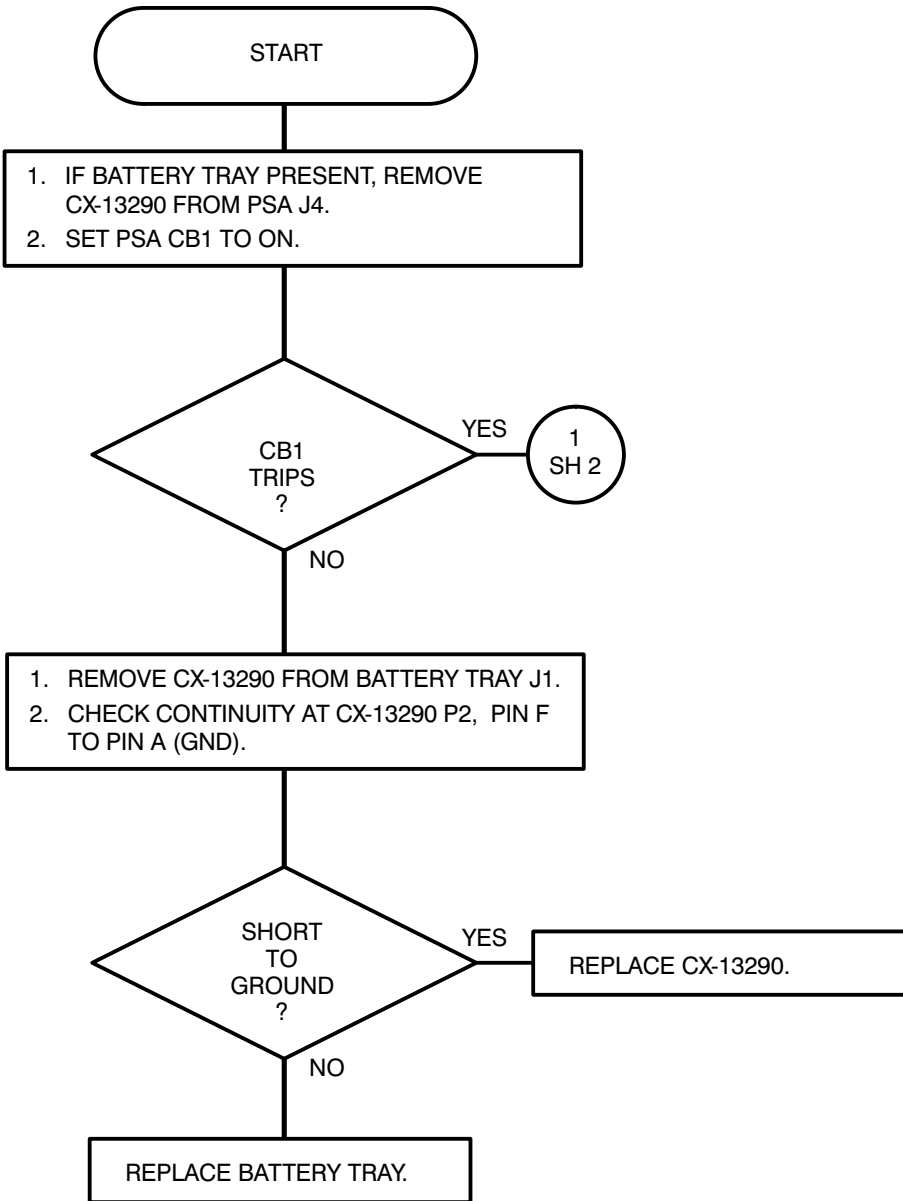 START
1. IF BATTERY TRAY PRESENT, REMOVE
CX-13290 FROM PSA J4.
2. SET PSA CB1 TO ON.
CB1
TRIPS
?
YES
1
SH 2
NO
1. REMOVE CX-13290 FROM BATTERY TRAY J1.
2. CHECK CONTINUITY AT CX-13290 P2, PIN F
TO PIN A (GND).
SHORT
TO
GROUND
?
YES
REPLACE CX-13290.
NO
REPLACE BATTERY TRAY.